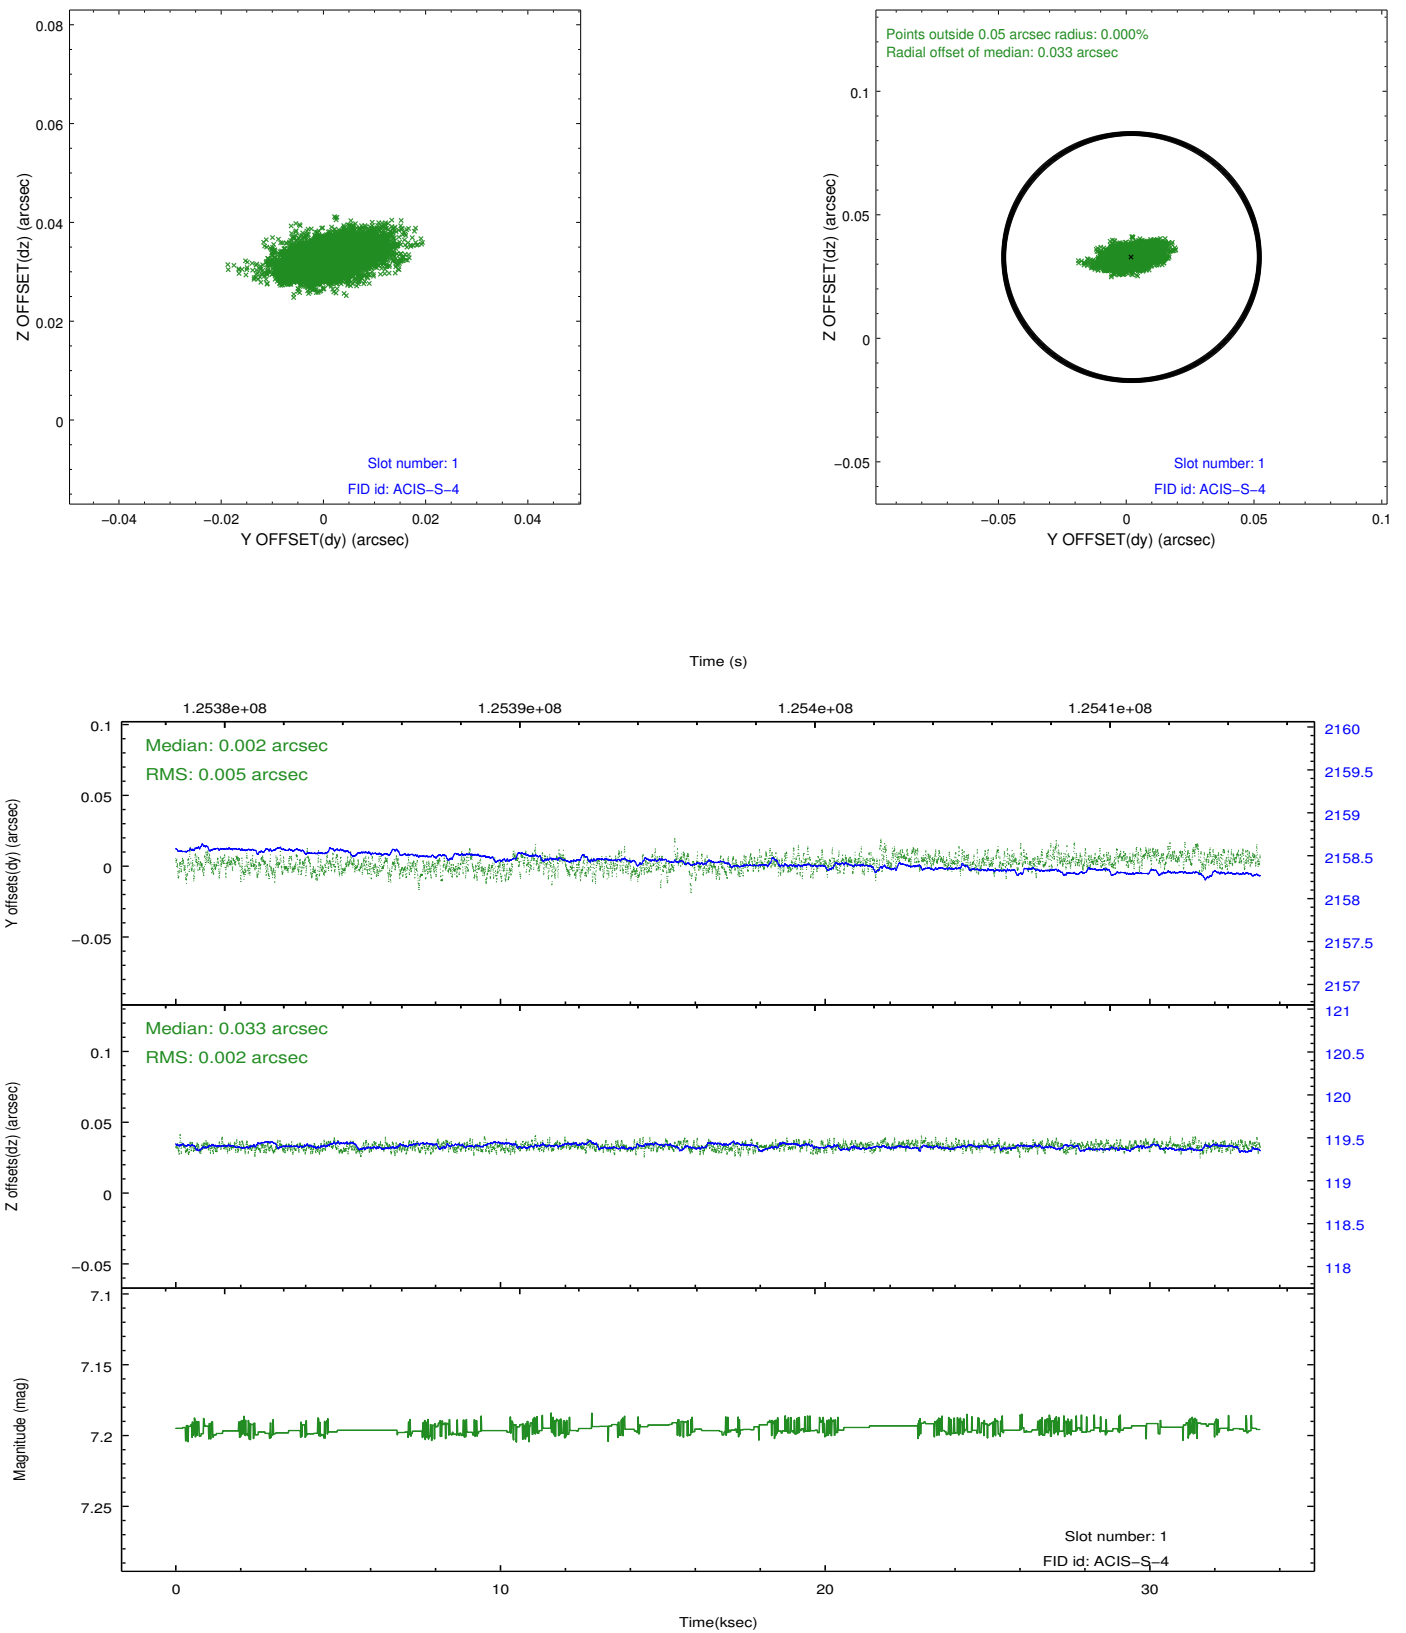 0.08
0.06
0.04
0.02
0
Z OFFSET(dz) (arcsec)
Slot number: 1
FID id: ACIS−S−4
−0.04 −0.02 0 0.02 0.04
Y OFFSET(dy) (arcsec)
Points outside 0.05 arcsec radius: 0.000%
Radial offset of median: 0.033 arcsec
0.1
0.05
0
−0.05
Z OFFSET(dz) (arcsec)
Slot number: 1
FID id: ACIS−S−4
−0.05 0 0.05 0.1
Y OFFSET(dy) (arcsec)
Time (s)
1.2538e+08 1.2539e+08 1.254e+08 1.2541e+08
Median: 0.002 arcsec
RMS: 0.005 arcsec
0.1
0.05
0
−0.05
Y offsets(dy) (arcsec)
2160
2159.5
2159
2158.5
2158
2157.5
2157
Median: 0.033 arcsec
RMS: 0.002 arcsec
0.1
0.05
0
−0.05
Z offsets(dz) (arcsec)
121
120.5
120
119.5
119
118.5
118
7.1
7.15
7.2
7.25
Magnitude (mag)
Slot number: 1
FID id: ACIS−S−4
0 10 20 30
Time(ksec)